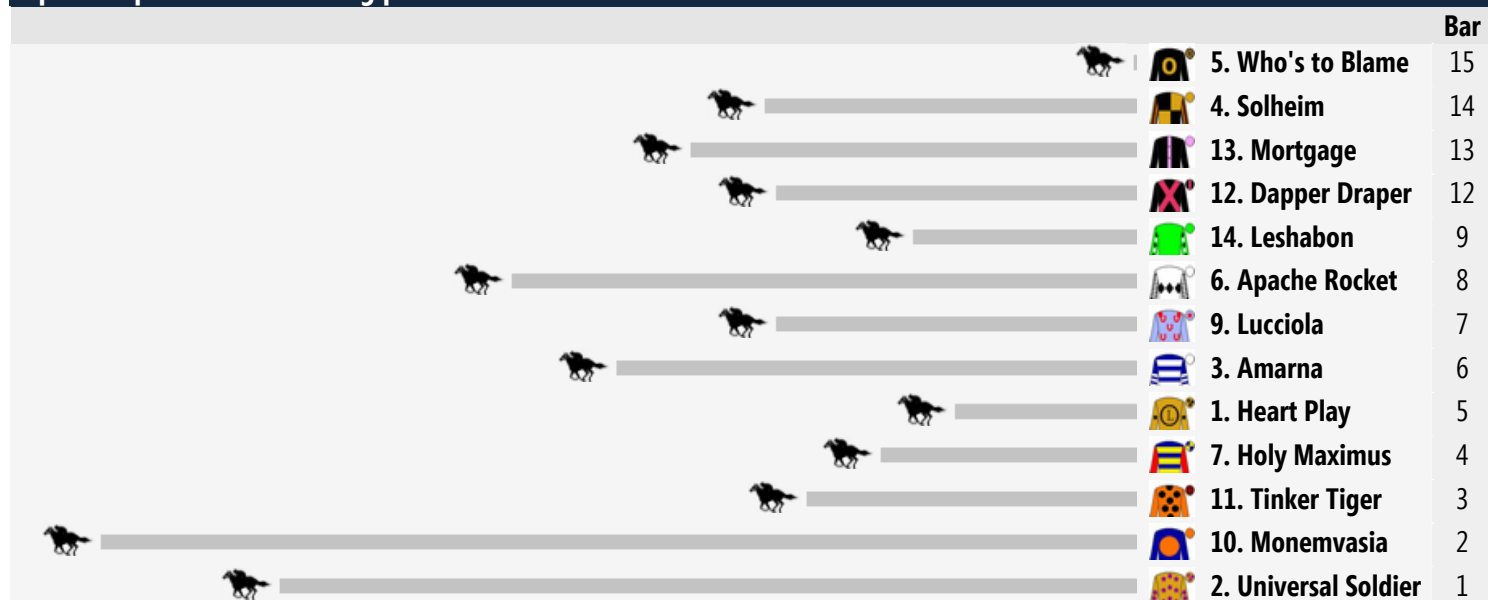 Bar
5. Who's to Blame 15
4. Solheim 14
13. Mortgage 13
12. Dapper Draper 12
14. Leshabon 9
6. Apache Rocket 8
9. Lucciola 7
3. Amarna 6
1. Heart Play 5
7. Holy Maximus 4
11. Tinker Tiger 3
10. Monemvasia 2
2. Universal Soldier 1